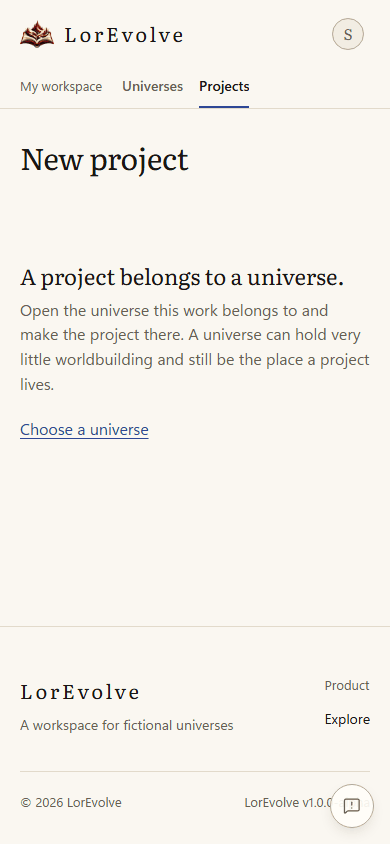 LorEvolve
S
My workspace Universes Projects
New project
A project belongs to a universe.
Open the universe this work belongs to and
make the project there. A universe can hold very
little worldbuilding and still be the place a project
lives.
Choose a universe
LorEvolve
Product
A workspace for fictional universes
Explore
© 2026 LorEvolve
LorEvolve v1.0.0